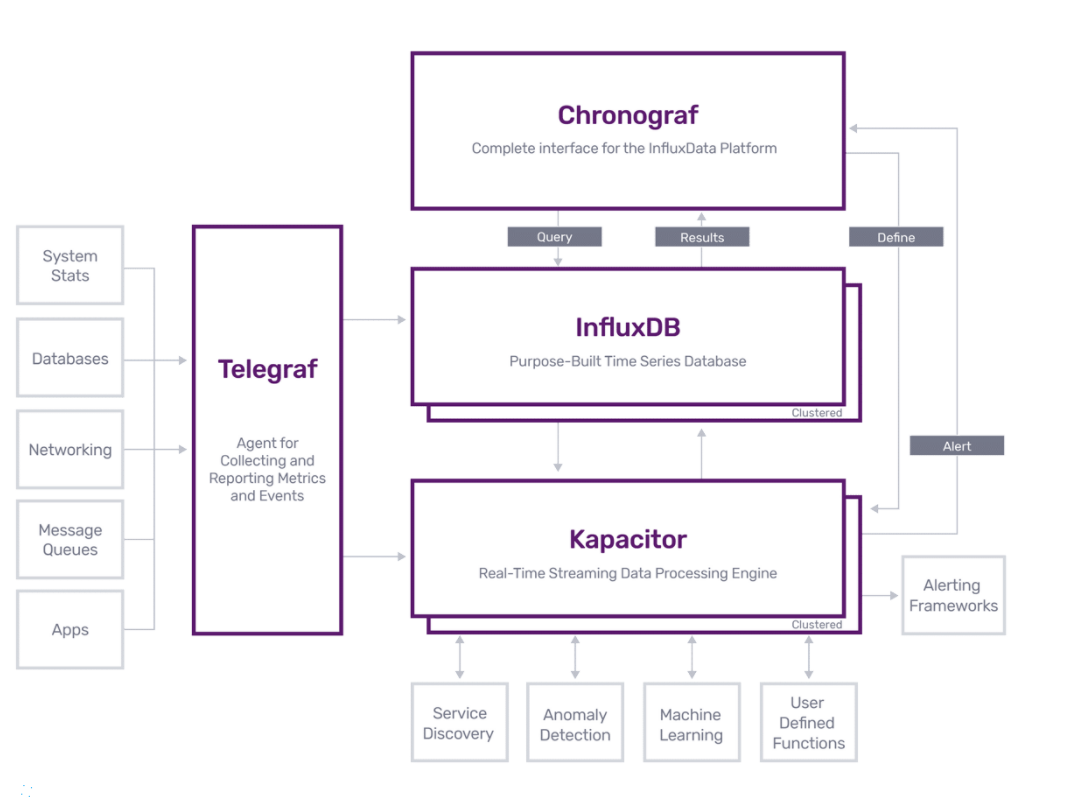 Chronograf
Complete interface for the InfluxData Platform
Query
Results
Define
System
Stats
Databases
Networking
Message
Queues
Apps
Telegraf
Agent for
Collecting and
Reporting Metrics
and Events
InfluxDB
Purpose-Built Time Series Database
Clustered
Alert
Kapacitor
Real-Time Streaming Data Processing Engine
Clustered
Alerting
Frameworks
Service
Discovery
Anomaly
Detection
Machine
Learning
User
Defined
Functions